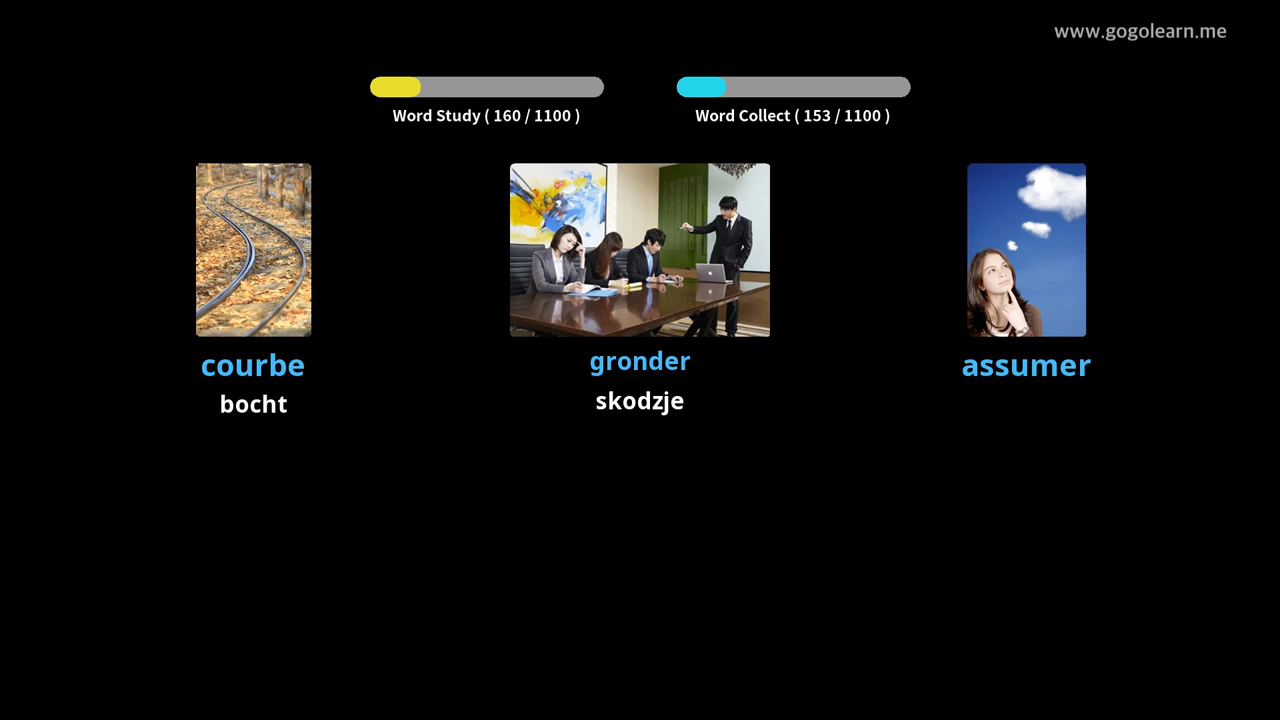 www.gogolearn.me
Word Study ( 160 / 1100 )
Word Collect ( 153 / 1100 )
courbe
gronder
assumer
bocht
skodzje